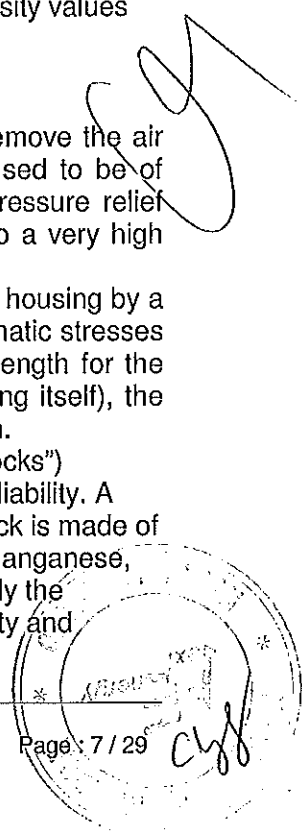 sity values
emove the air
sed to be of
ressure relief
o a very high
housing by a
natic stresses
ength for the
ng itself), the
ocks")
liability. A
ck is made of
anganese,
ly the
ty and
Page : 7 / 29